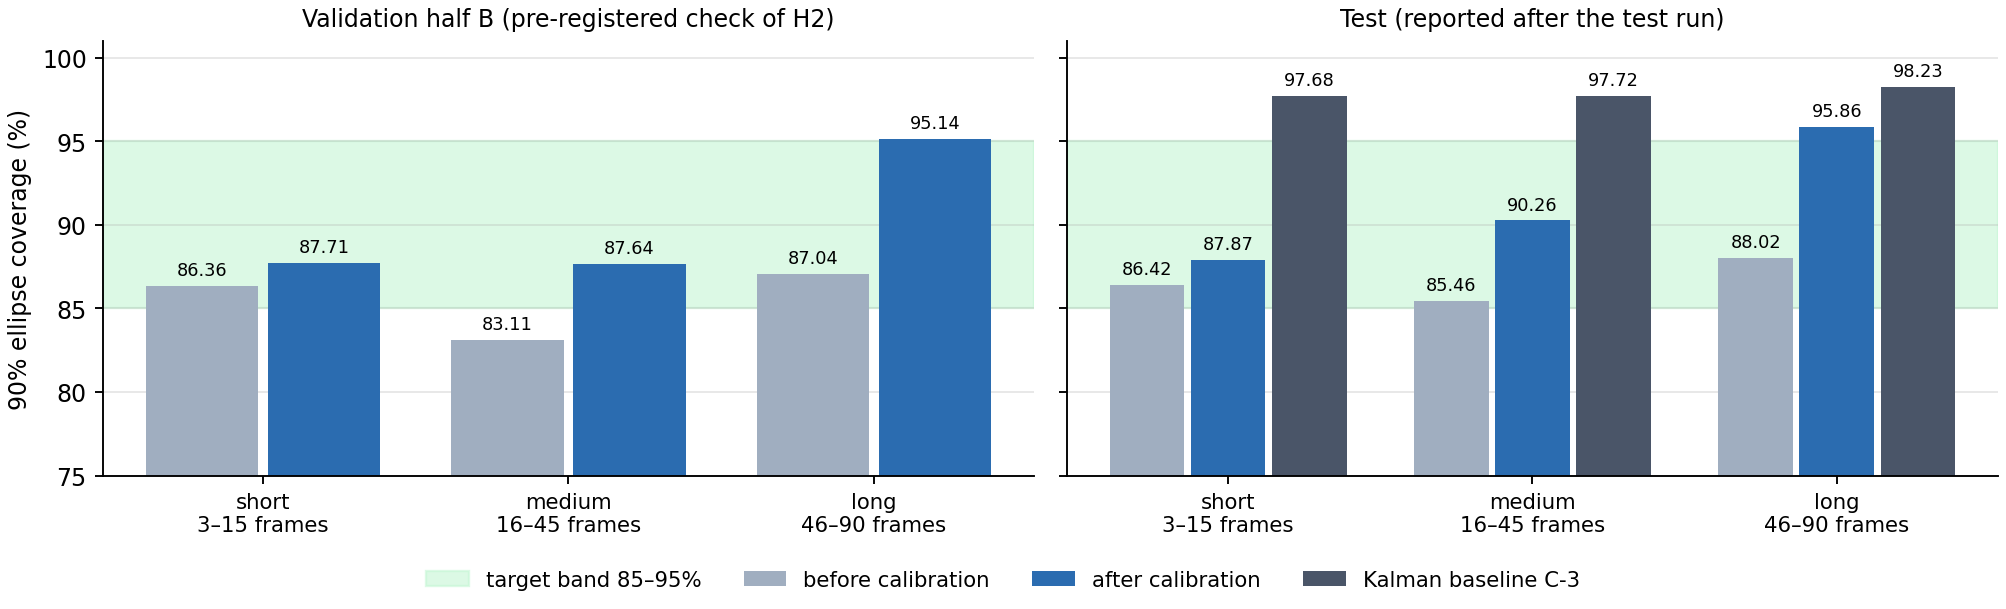 Validation half B (pre-registered check of H2)
90% ellipse coverage (%)
100
95
90
85
80
75
86.36
87.71
83.11
87.64
87.04
95.14
short
3–15 frames
medium
16–45 frames
long
46–90 frames
Test (reported after the test run)
86.42
87.87
97.68
85.46
90.26
97.72
88.02
95.86
98.23
short
3–15 frames
medium
16–45 frames
long
46–90 frames
target band 85–95%
before calibration
after calibration
Kalman baseline C-3